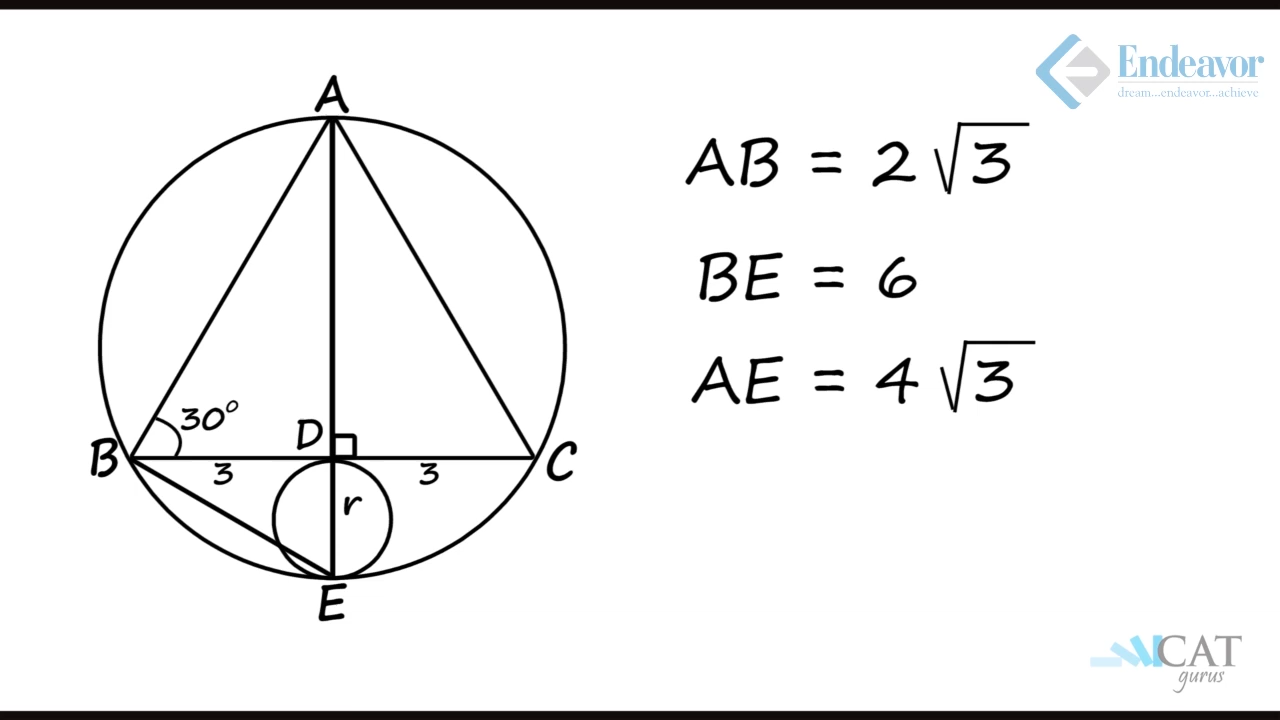 Endeavor
dream...endeavor...achieve
A
AB = 2√3
BE = 6
AE = 4√3
30°
D
B
3
3
C
r
E
CAT
gurus